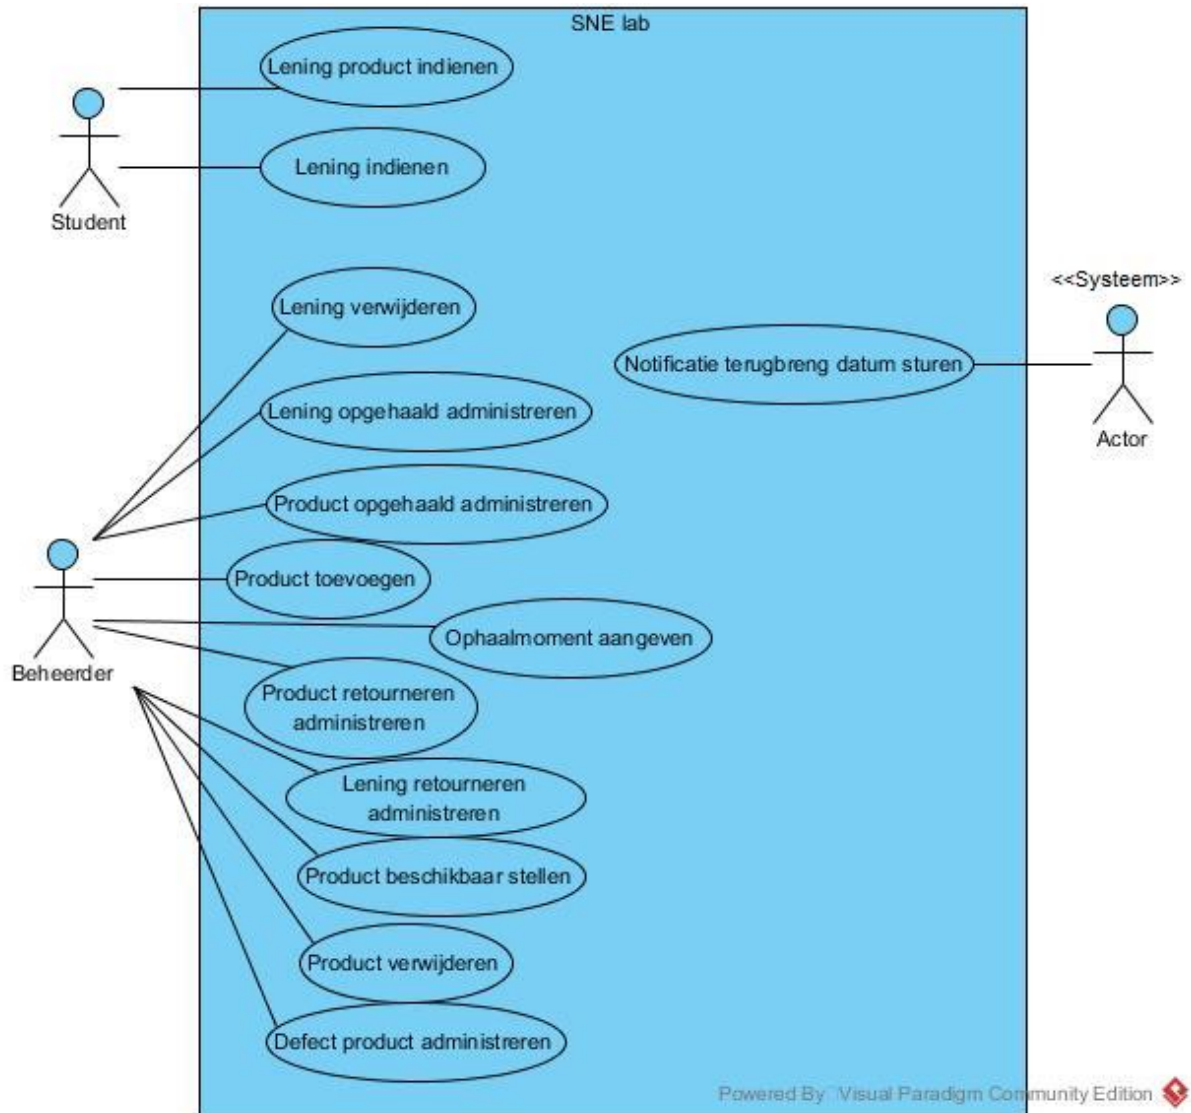 SNE lab
Lening product indienen
Lening indienen
Student
<<Systeem>>
Lening verwijderen
Notificatie terugbreng datum sturen
Lening opgehaald administreren
Actor
Product opgehaald administreren
Product toevoegen
Ophaalmoment aangeven
Beheerder
Product retourneren
administreren
Lening retourneren
administreren
Product beschikbaar stellen
Product verwijderen
Defect product administreren
Powered By Visual Paradigm Community Edition